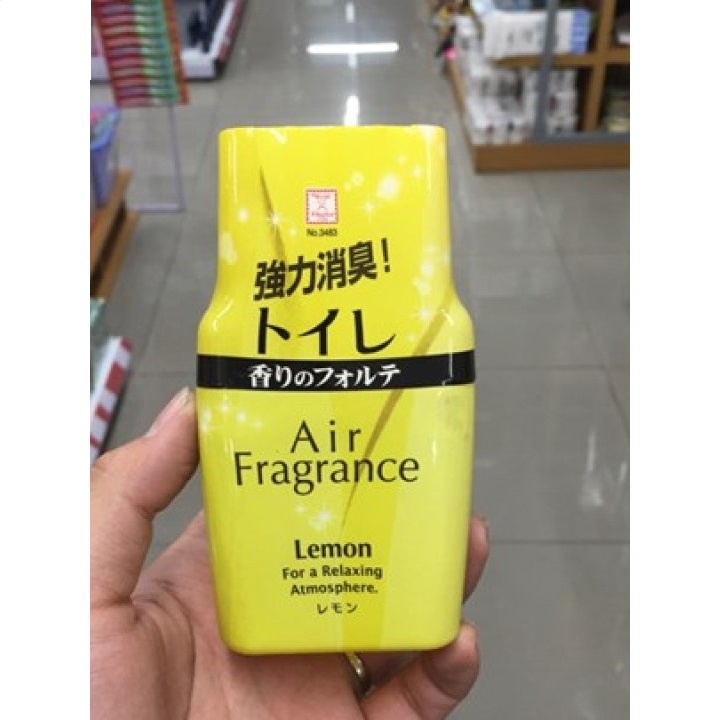 No.3483
強力消臭!
トイレ
香りのフォルテ
Air
Fragrance
Lemon
For a Relaxing
Atmosphere.
レモン